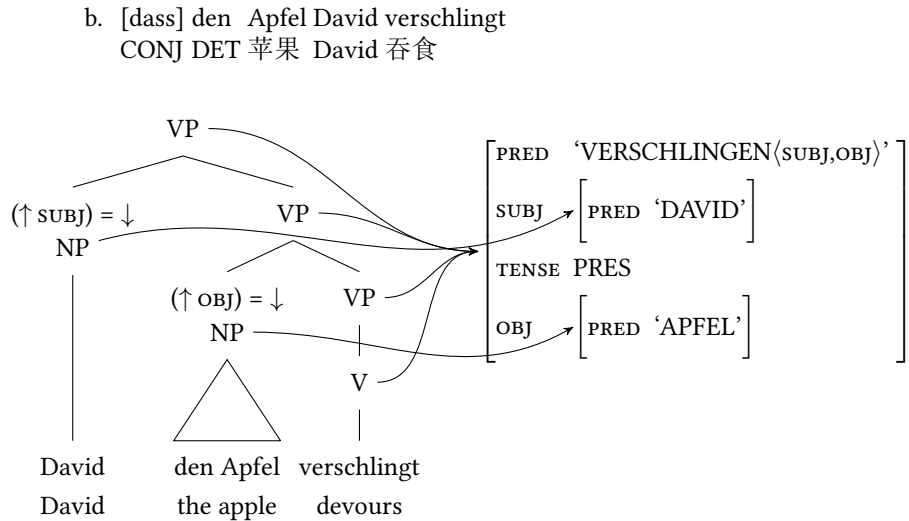 b. [dass] den Apfel David verschlingt
CONJ DET 苹果 David 吞食
VP
[PRED 'VERSCHLINGEN⟨SUBJ,OBJ⟩']
(↑ SUBJ) = ↓ VP SUBJ [PRED 'DAVID']
NP
TENSE PRES
(↑ OBJ) = ↓ VP
NP OBJ [PRED 'APFEL']
V
David den Apfel verschlingt
David the apple devours